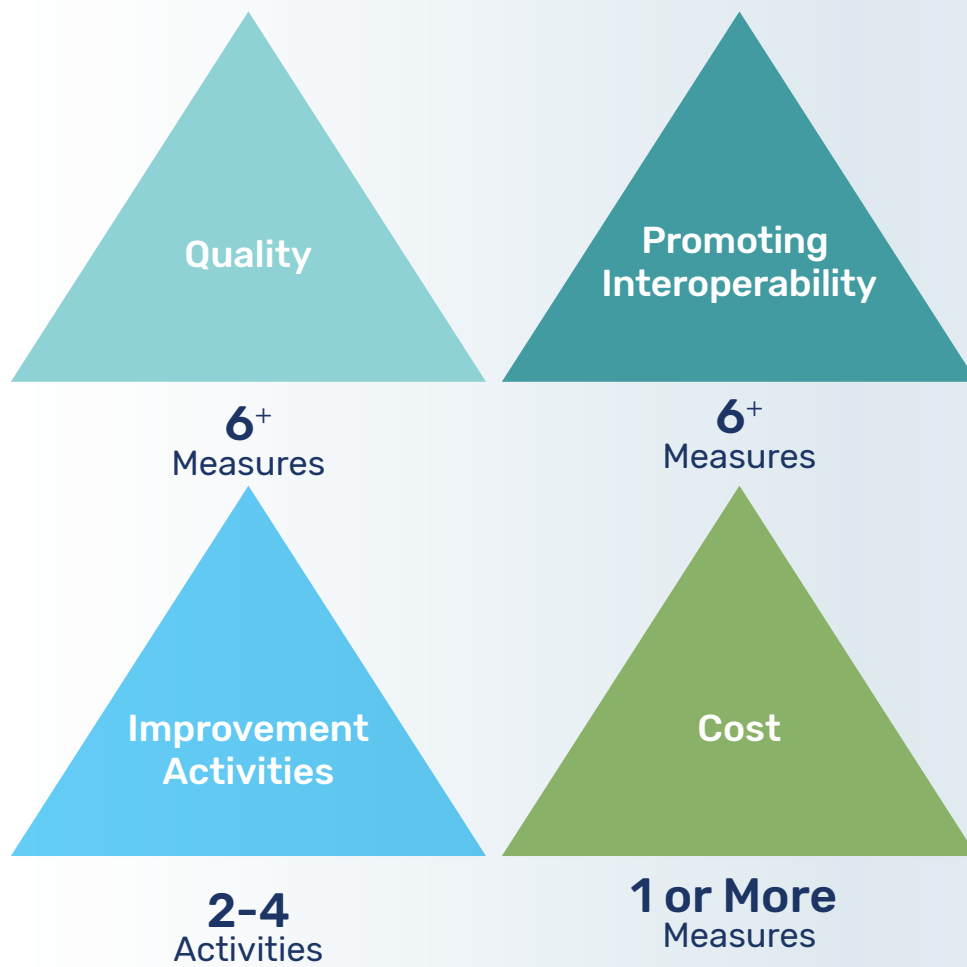 Quality
6+
Measures
Promoting
Interoperability
6+
Measures
Improvement
Activities
2-4
Activities
Cost
1 or More
Measures